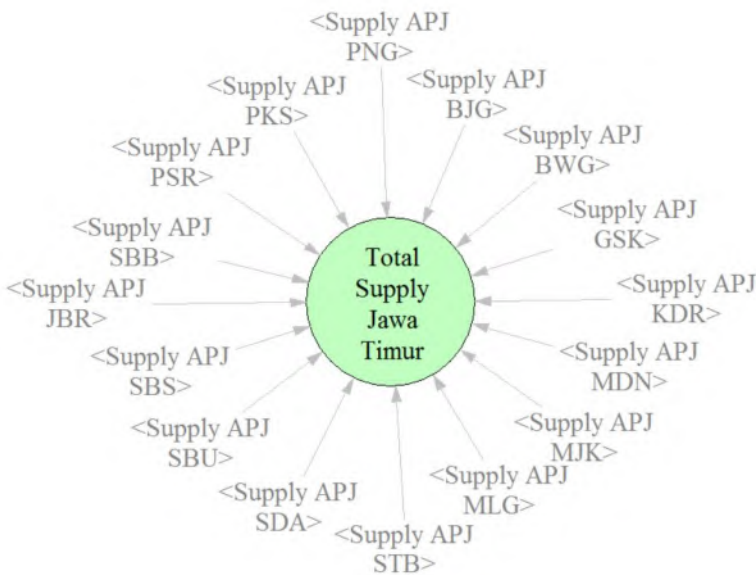 <Supply APJ
PNG>
<Supply APJ
BJG>
<Supply APJ
PKS>
<Supply APJ
BWG>
<Supply APJ
PSR>
<Supply APJ
GSK>
<Supply APJ
SBB>
<Supply APJ
KDR>
<Supply APJ
JBR>
Total
Supply
Jawa
Timur
<Supply APJ
MDN>
<Supply APJ
SBS>
<Supply APJ
MJK>
<Supply APJ
SBU>
<Supply APJ
MLG>
<Supply APJ
SDA>
<Supply APJ
STB>